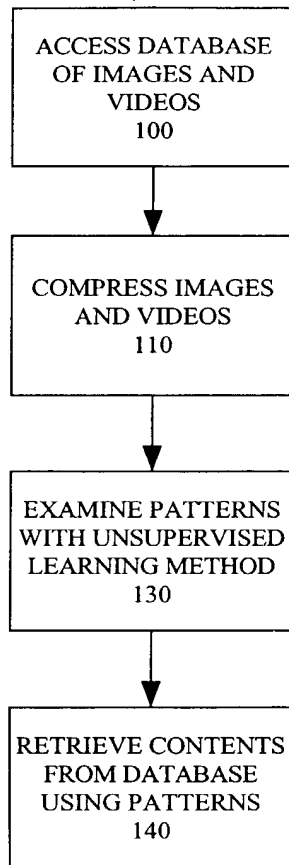 ACCESS DATABASE
OF IMAGES AND
VIDEOS
100
COMPRESS IMAGES
AND VIDEOS
110
EXAMINE PATTERNS
WITH UNSUPERVISED
LEARNING METHOD
130
RETRIEVE CONTENTS
FROM DATABASE
USING PATTERNS
140